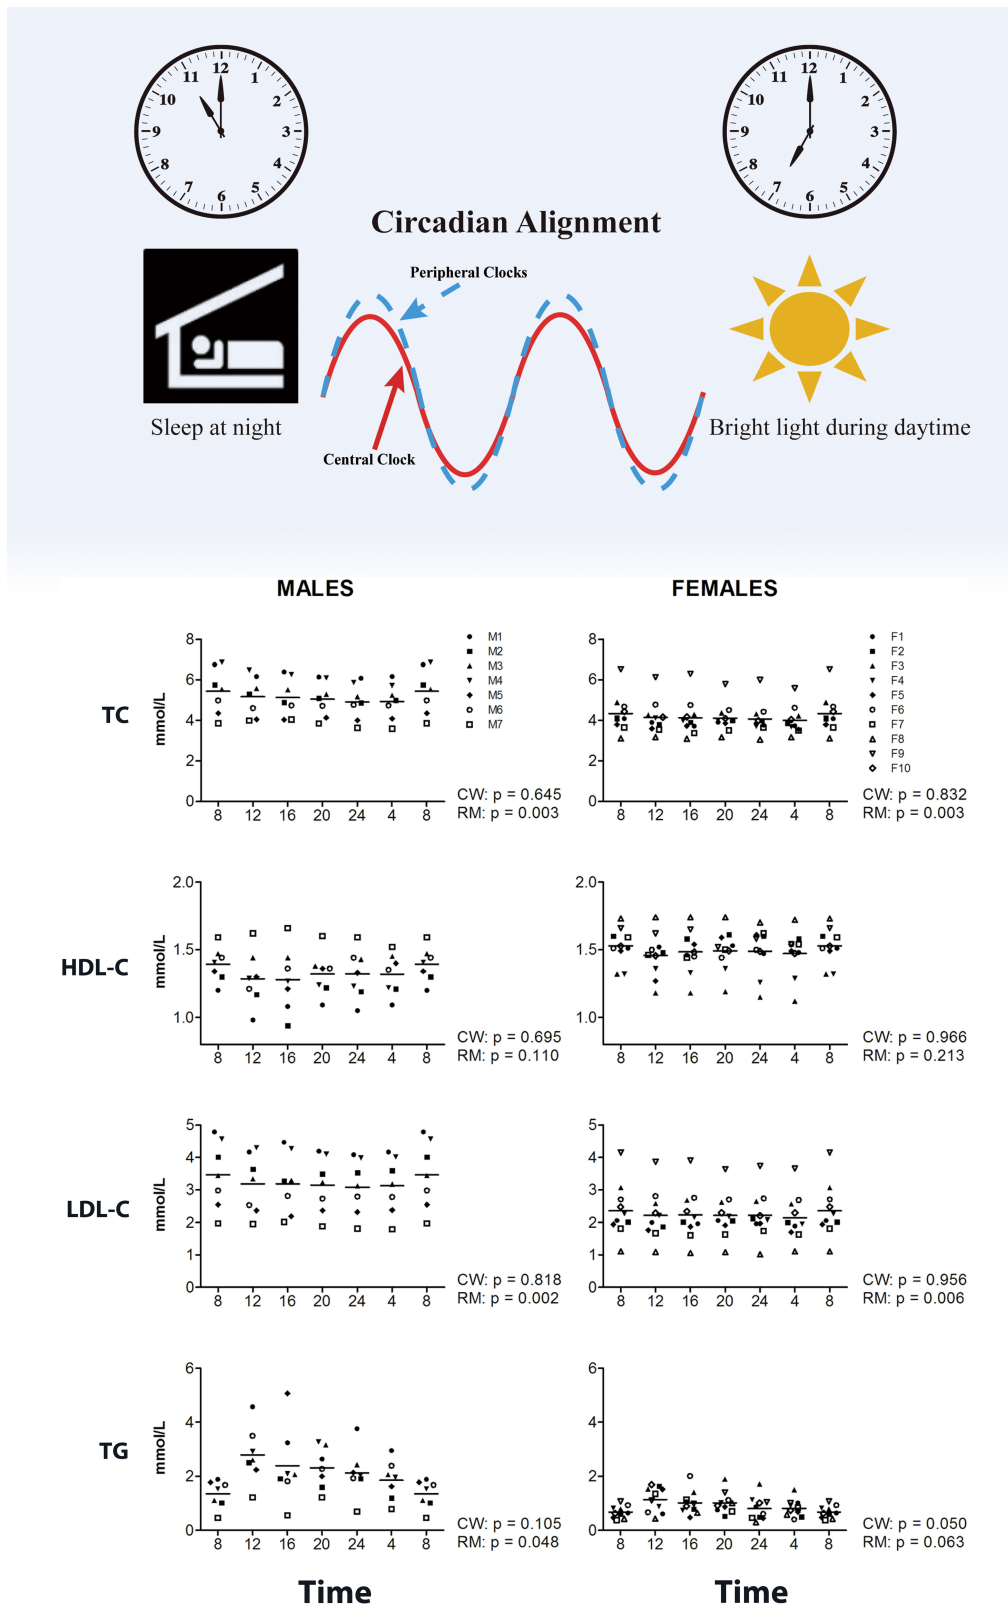 12
1
2
3
4
5
6
7
8
9
10
11
12
1
2
3
4
5
6
7
8
9
10
11
Circadian Alignment
Peripheral Clocks
Central Clock
Sleep at night
Bright light during daytime
MALES
FEMALES
TC
mmol/L
8
6
4
2
0
8 12 16 20 24 4 8
M1
M2
M3
M4
M5
M6
M7
CW: p = 0.645
RM: p = 0.003
8
6
4
2
0
8 12 16 20 24 4 8
F1
F2
F3
F4
F5
F6
F7
F8
F9
F10
CW: p = 0.832
RM: p = 0.003
HDL-C
mmol/L
2.0
1.5
1.0
8 12 16 20 24 4 8
CW: p = 0.695
RM: p = 0.110
2.0
1.5
1.0
8 12 16 20 24 4 8
CW: p = 0.966
RM: p = 0.213
LDL-C
mmol/L
5
4
3
2
1
0
8 12 16 20 24 4 8
CW: p = 0.818
RM: p = 0.002
5
4
3
2
1
0
8 12 16 20 24 4 8
CW: p = 0.956
RM: p = 0.006
TG
mmol/L
6
4
2
0
8 12 16 20 24 4 8
CW: p = 0.105
RM: p = 0.048
6
4
2
0
8 12 16 20 24 4 8
CW: p = 0.050
RM: p = 0.063
Time
Time